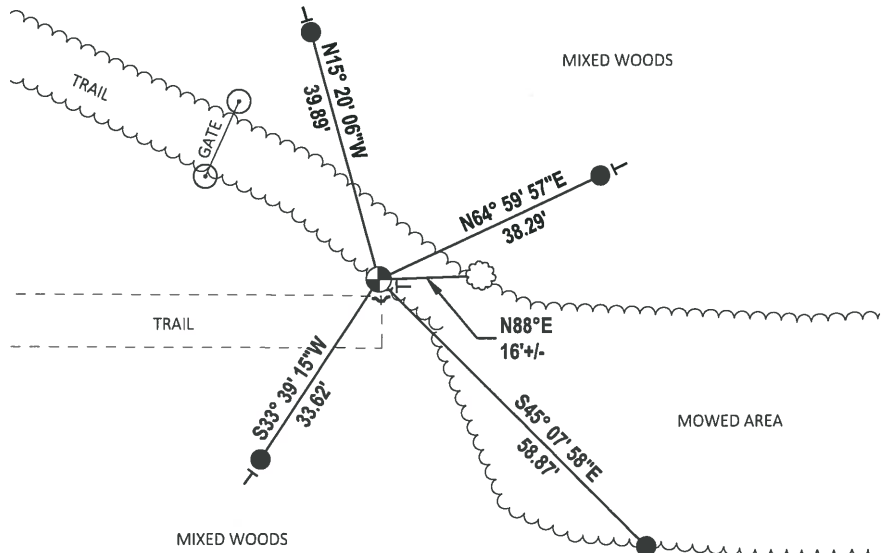 MIXED WOODS
TRAIL
GATE
N15° 20' 06"W
39.89'
N64° 59' 57"E
38.29'
N88°E
16'+/-
TRAIL
S33° 39' 15"W
33.62'
S45° 07' 58"E
58.87'
MOWED AREA
MIXED WOODS